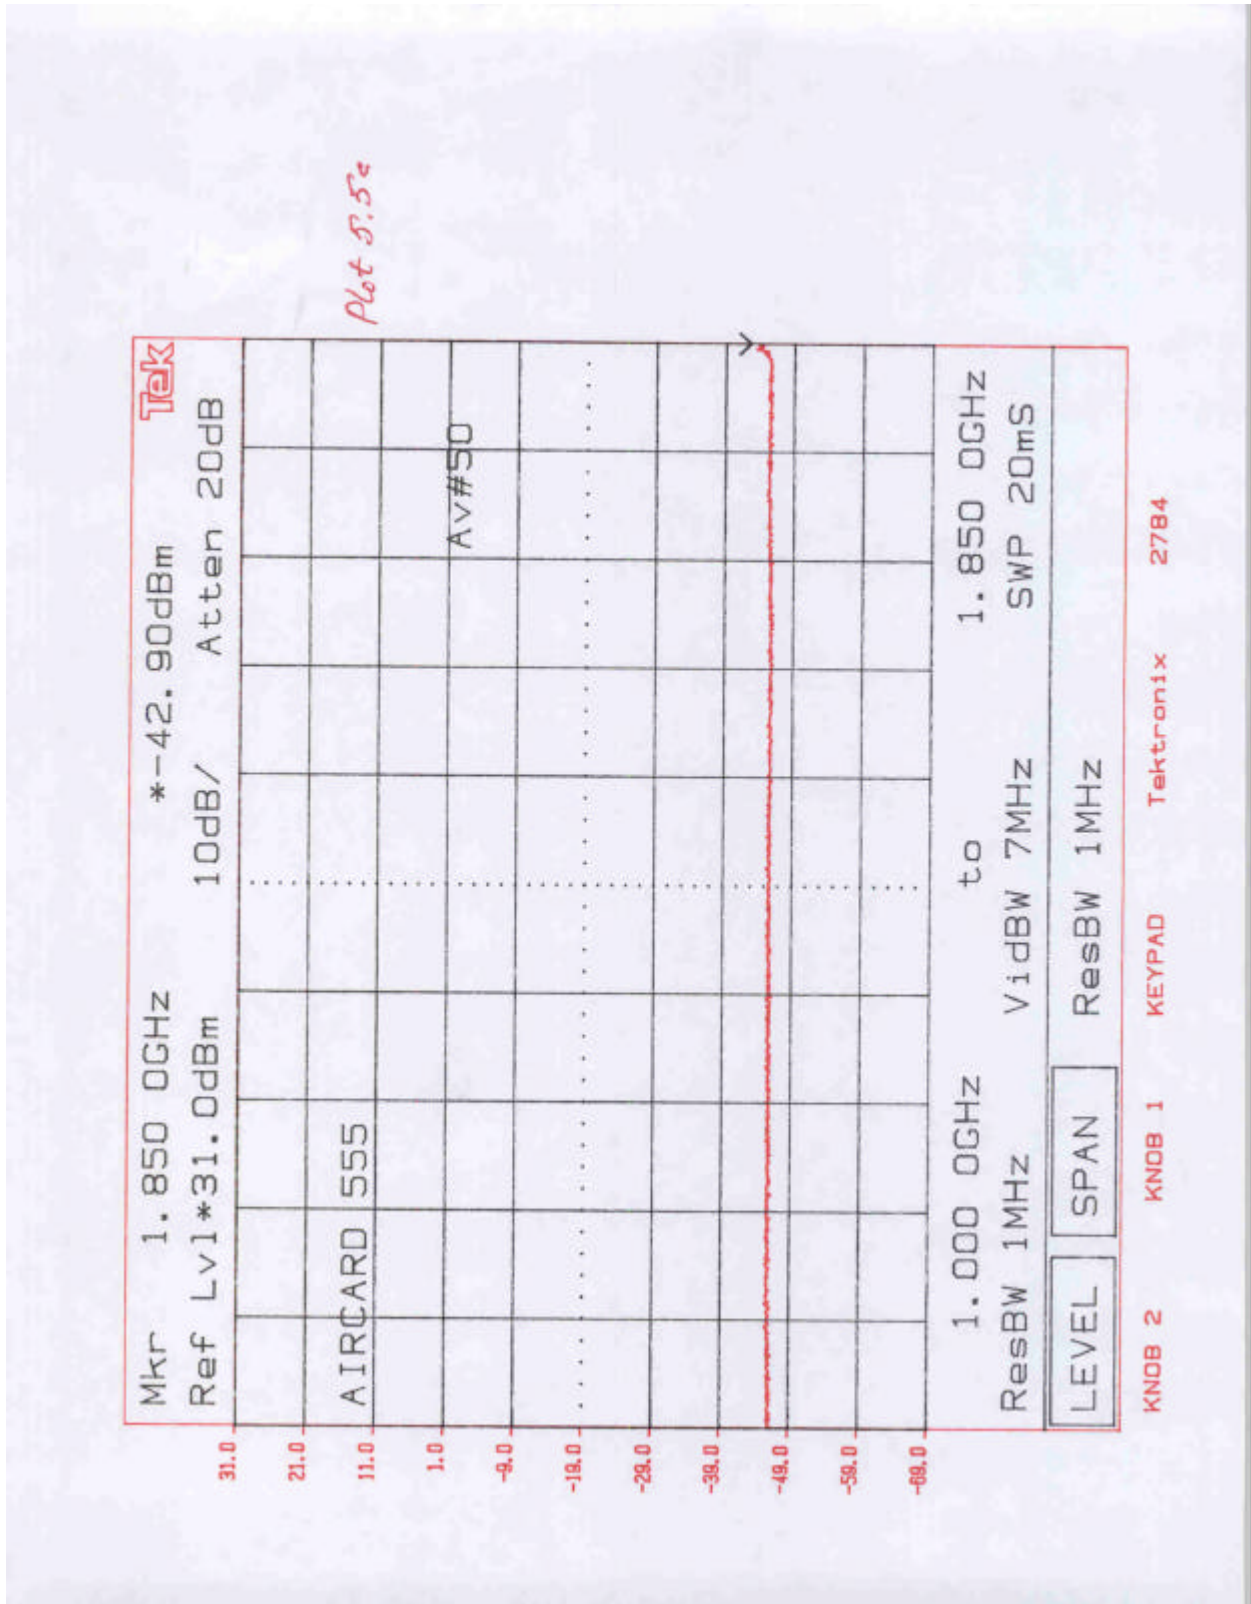 Plot 5.5c
Mkr 1.850 0GHz *-42.90dBm Tek
Ref Lvl*31.0dBm 10dB/ Atten 20dB
31.0
21.0
AIRCARD 555
11.0
Av#50
1.0
-9.0
-19.0
-29.0
-39.0
-49.0
-59.0
-69.0
1.000 0GHz to 1.850 0GHz
ResBW 1MHz VidBW 7MHz SWP 20mS
LEVEL SPAN ResBW 1MHz
KNOB 2 KNOB 1 KEYPAD Tektronix 2784